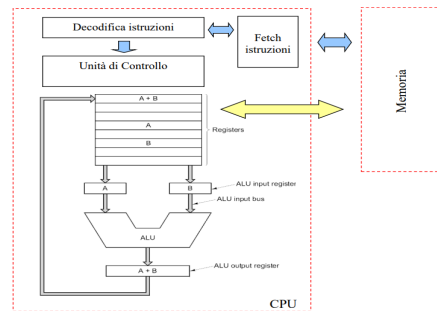 Decodifica istruzioni
Fetch
istruzioni
Unità di Controllo
Memoria
A + B
A
B
Registers
A
B
ALU input register
ALU input bus
ALU
A + B
ALU output register
CPU